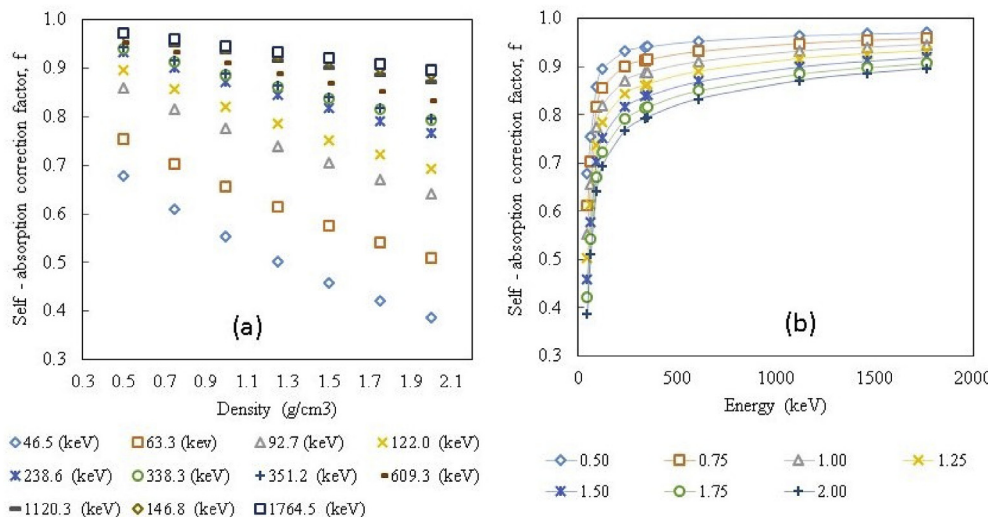 Self - absorption correction factor, f
1.0
0.9
0.8
0.7
0.6
0.5
0.4
0.3
(a)
0.3 0.5 0.7 0.9 1.1 1.3 1.5 1.7 1.9 2.1
Density (g/cm3)
46.5 (keV) 63.3 (kev) 92.7 (keV) 122.0 (keV)
238.6 (keV) 338.3 (keV) 351.2 (keV) 609.3 (keV)
1120.3 (keV) 146.8 (keV) 1764.5 (keV)
Self - absorption correction factor, f
1.0
0.9
0.8
0.7
0.6
0.5
0.4
0.3
(b)
0 500 1000 1500 2000
Energy (keV)
0.50 0.75 1.00 1.25
1.50 1.75 2.00